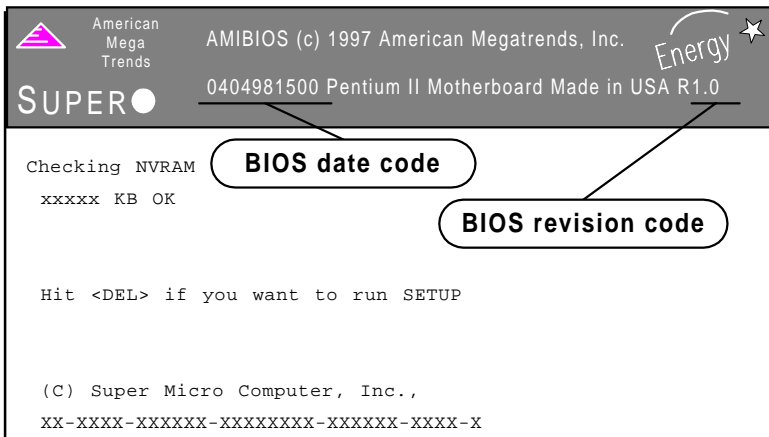 American
Mega
Trends
AMIBIOS (c) 1997 American Megatrends, Inc.
Energy
SUPER
0404981500 Pentium II Motherboard Made in USA R1.0
BIOS date code
Checking NVRAM
xxxxx KB OK
BIOS revision code
Hit <DEL> if you want to run SETUP
(C) Super Micro Computer, Inc.,
XX-XXXX-XXXXXX-XXXXXXXX-XXXXXX-XXXX-X